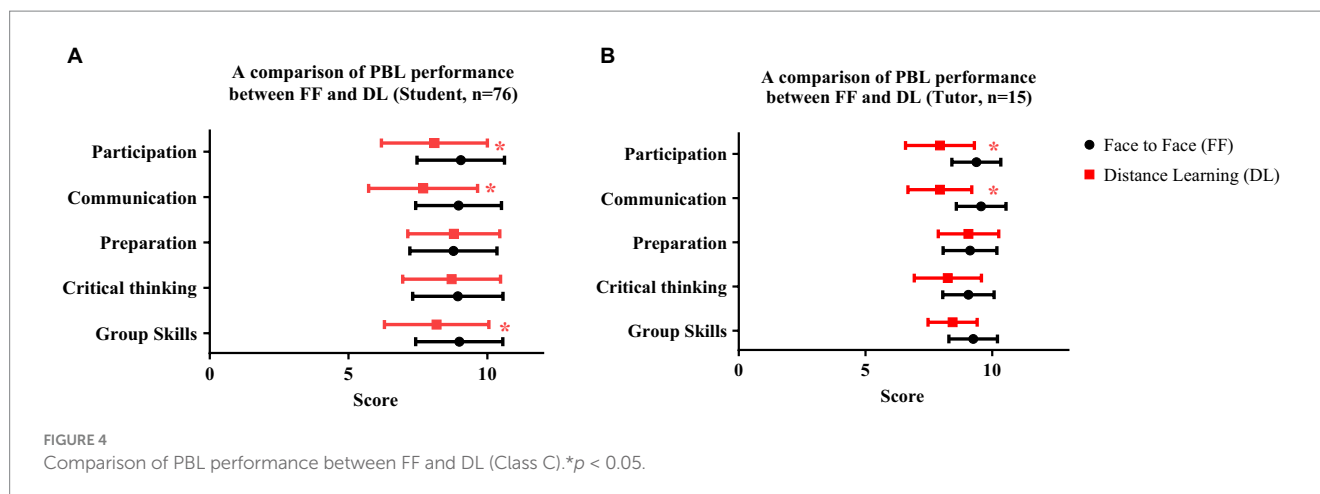 A
A comparison of PBL performance
between FF and DL (Student, n=76)
Participation
*
Communication
*
Preparation
Critical thinking
Group Skills
*
0
5
10
Score
B
A comparison of PBL performance
between FF and DL (Tutor, n=15)
Participation
*
Communication
*
Preparation
Critical thinking
Group Skills
0
5
10
Score
Face to Face (FF)
Distance Learning (DL)
FIGURE 4
Comparison of PBL performance between FF and DL (Class C).*p < 0.05.